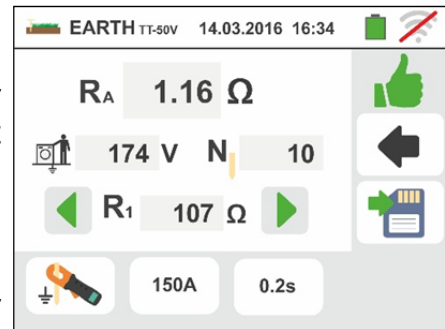 EARTH TT-50V 14.03.2016 16:34
RA 1.16 Ω
174 V N 10
R1 107 Ω
150A 0.2s